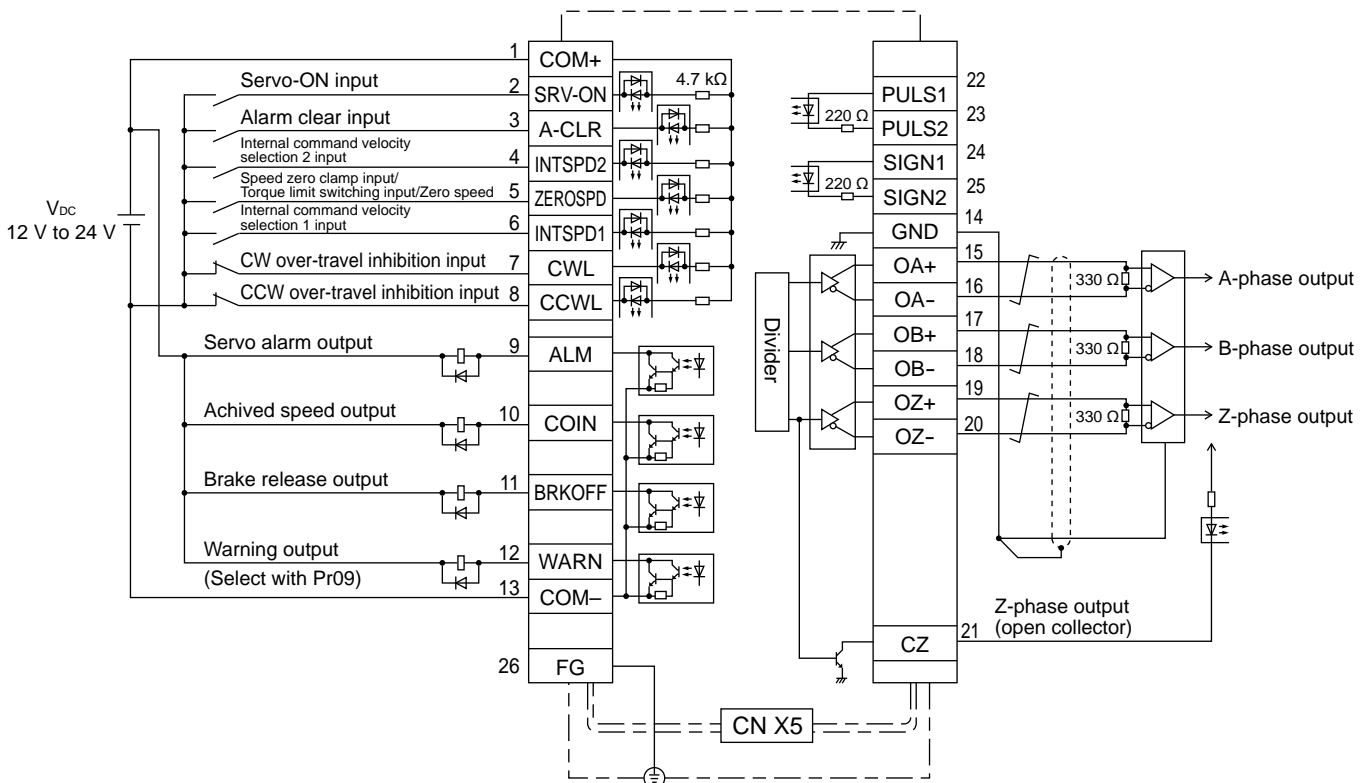 1
COM+
Servo-ON input
2
SRV-ON
4.7 kΩ
Alarm clear input
3
A-CLR
Internal command velocity
selection 2 input
4
INTSPD2
Speed zero clamp input/
Torque limit switching input/Zero speed
5
ZEROSPD
Internal command velocity
selection 1 input
6
INTSPD1
CW over-travel inhibition input
7
CWL
CCW over-travel inhibition input
8
CCWL
VDC
12 V to 24 V
Servo alarm output
9
ALM
Achived speed output
10
COIN
Brake release output
11
BRKOFF
Warning output
(Select with Pr09)
12
WARN
13
COM–
26
FG
22
PULS1
220 Ω
23
PULS2
24
SIGN1
220 Ω
25
SIGN2
14
GND
15
OA+
16
OA–
330 Ω
A-phase output
17
OB+
18
OB–
330 Ω
B-phase output
19
OZ+
20
OZ–
330 Ω
Z-phase output
Divider
Z-phase output
(open collector)
21
CZ
CN X5